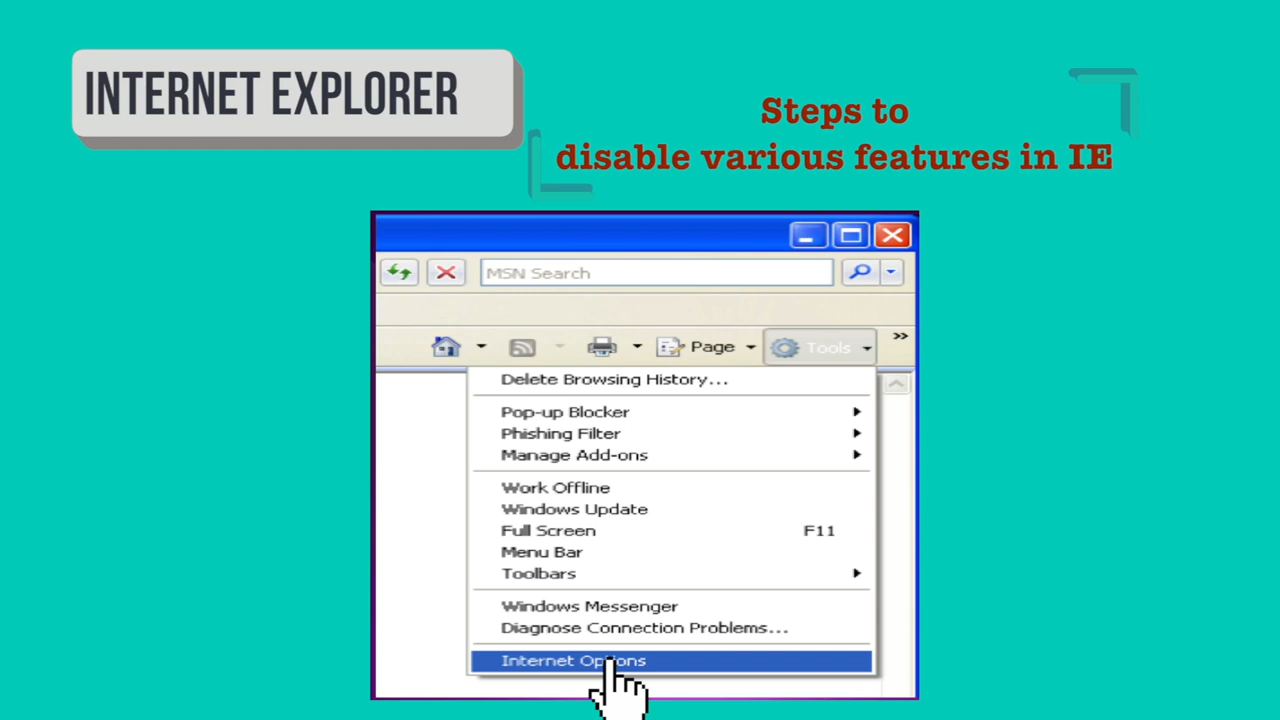 INTERNET EXPLORER
Steps to
disable various features in IE
MSN Search
Page
Tools
Delete Browsing History...
Pop-up Blocker
Phishing Filter
Manage Add-ons
Work Offline
Windows Update
Full Screen F11
Menu Bar
Toolbars
Windows Messenger
Diagnose Connection Problems...
Internet Options